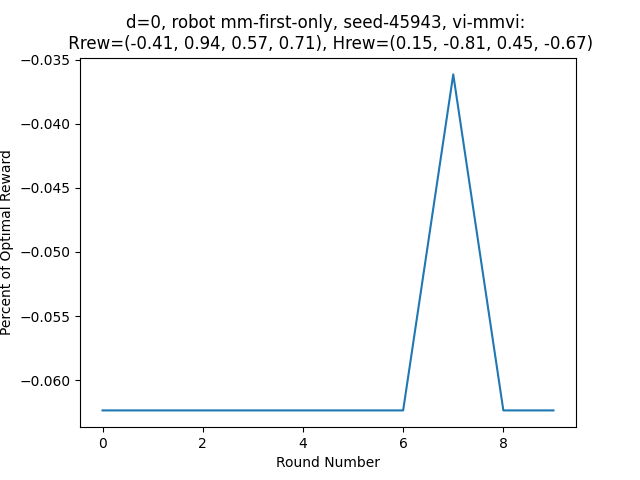 d=0, robot mm-first-only, seed-45943, vi-mmvi:
Rrew=(-0.41, 0.94, 0.57, 0.71), Hrew=(0.15, -0.81, 0.45, -0.67)
Percent of Optimal Reward
−0.035
−0.040
−0.045
−0.050
−0.055
−0.060
0 2 4 6 8
Round Number